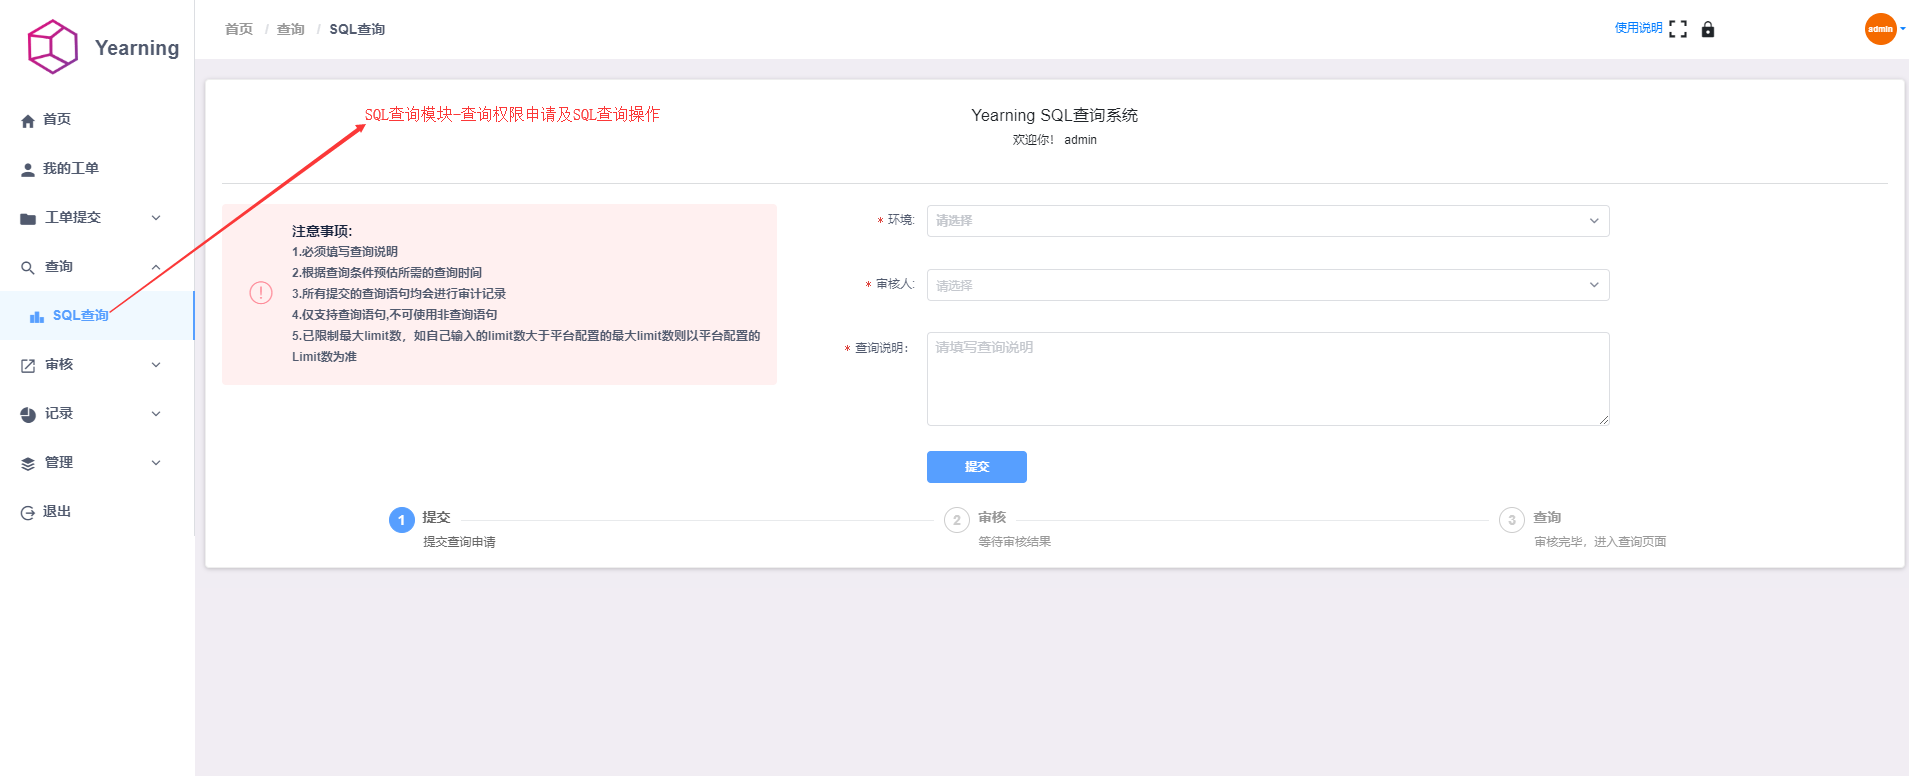 Yearning
首页
我的工单
工单提交
查询
SQL查询
审核
记录
管理
退出
首页 / 查询 / SQL查询
使用说明
admin
SQL查询模块-查询权限申请及SQL查询操作
Yearning SQL查询系统
欢迎你! admin
注意事项:
1.必须填写查询说明
2.根据查询条件预估所需的查询时间
3.所有提交的查询语句均会进行审计记录
4.仅支持查询语句,不可使用非查询语句
5.已限制最大limit数，如自己输入的limit数大于平台配置的最大limit数则以平台配置的
Limit数为准
* 环境:
请选择
* 审核人:
请选择
* 查询说明：
请填写查询说明
提交
1 提交
提交查询申请
2 审核
等待审核结果
3 查询
审核完毕，进入查询页面